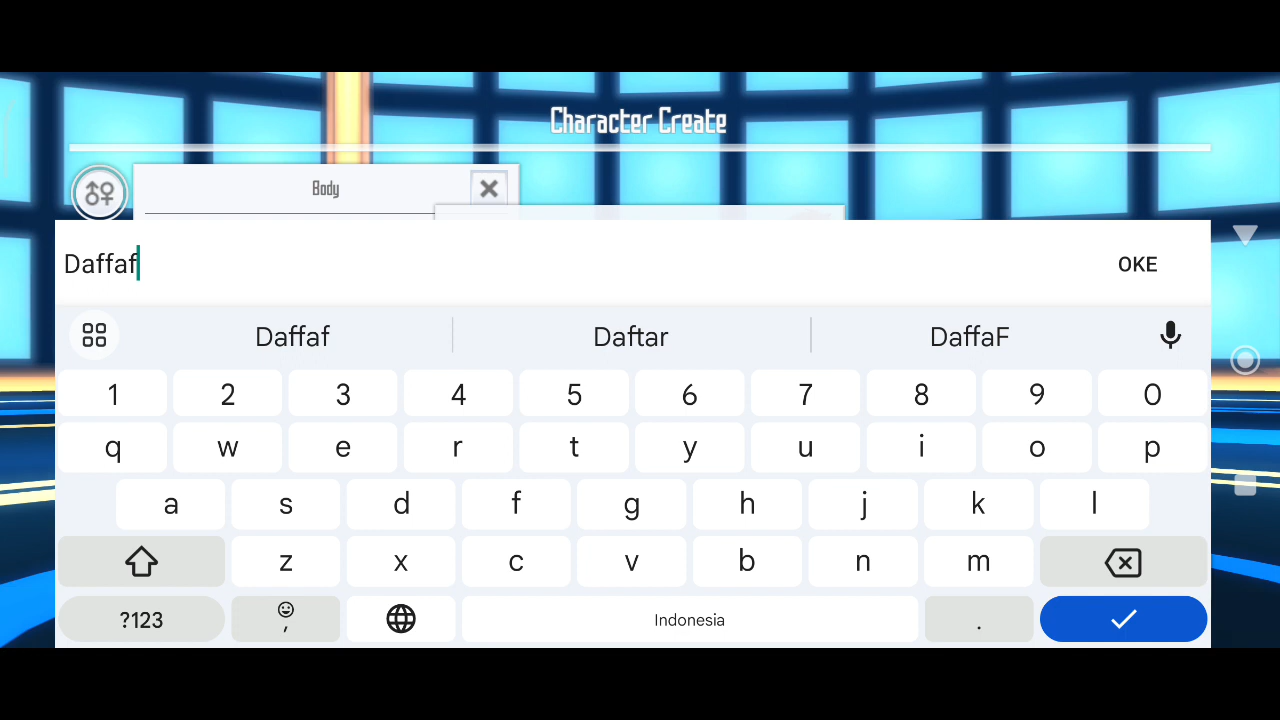 Character Create
Body
Daffaf
OKE
Daffaf Daftar DaffaF
1 2 3 4 5 6 7 8 9 0
q w e r t y u i o p
a s d f g h j k l
z x c v b n m
?123 , Indonesia .